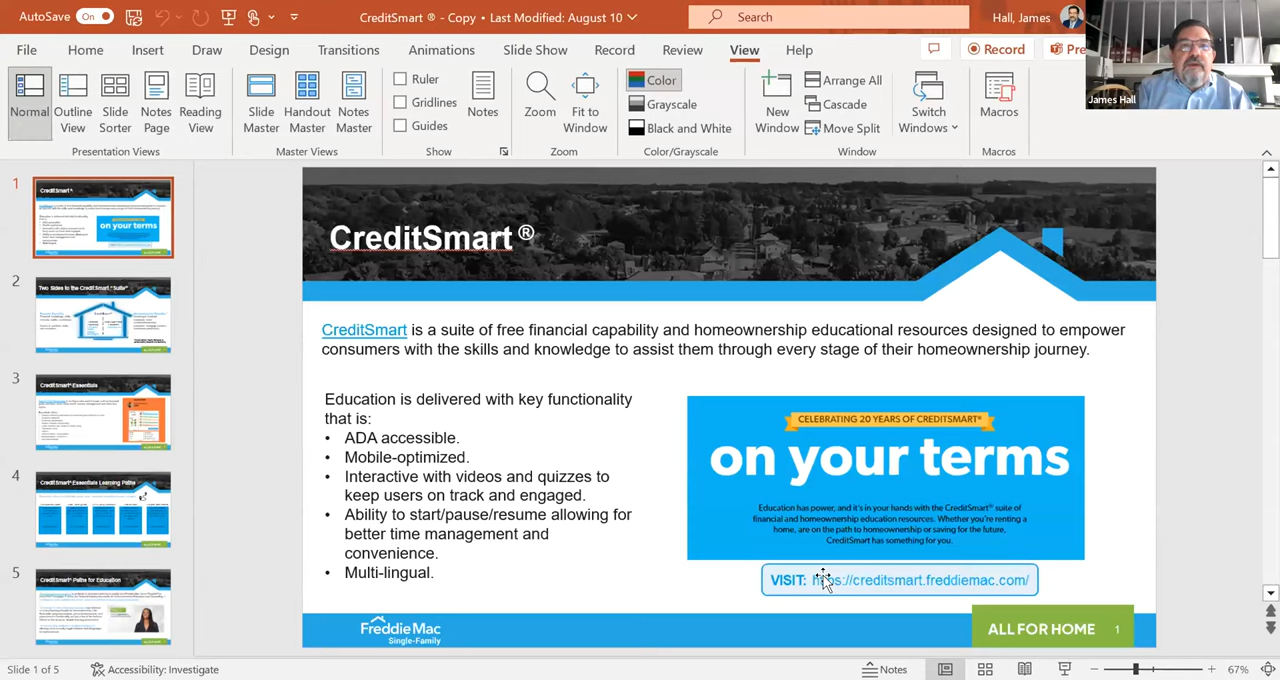 AutoSave On
CreditSmart ® - Copy • Last Modified: August 10
Search
Hall, James
File Home Insert Draw Design Transitions Animations Slide Show Record Review View Help
Record
Pre
James Hall
Normal
Outline View
Slide Sorter
Notes Page
Reading View
Slide Master
Handout Master
Notes Master
Ruler
Gridlines
Guides
Notes
Zoom
Fit to Window
Color
Grayscale
Black and White
New Window
Arrange All
Cascade
Move Split
Switch Windows
Macros
Presentation Views
Master Views
Show
Zoom
Color/Grayscale
Window
Macros
1
CreditSmart ®
on your terms
2
Two Sides to the CreditSmart® Suite
3
CreditSmart® Essentials
4
CreditSmart® Essentials Learning Paths
5
CreditSmart® Paths for Education
CreditSmart ®
CreditSmart is a suite of free financial capability and homeownership educational resources designed to empower
consumers with the skills and knowledge to assist them through every stage of their homeownership journey.
Education is delivered with key functionality
that is:
• ADA accessible.
• Mobile-optimized.
• Interactive with videos and quizzes to
keep users on track and engaged.
• Ability to start/pause/resume allowing for
better time management and
convenience.
• Multi-lingual.
CELEBRATING 20 YEARS OF CREDITSMART®
on your terms
Education has power, and it's in your hands with the CreditSmart® suite of
financial and homeownership education resources. Whether you're renting a
home, are on the path to homeownership or saving for the future,
CreditSmart has something for you.
VISIT: https://creditsmart.freddiemac.com/
Freddie Mac
Single-Family
ALL FOR HOME 1
Slide 1 of 5
Accessibility: Investigate
Notes
67%